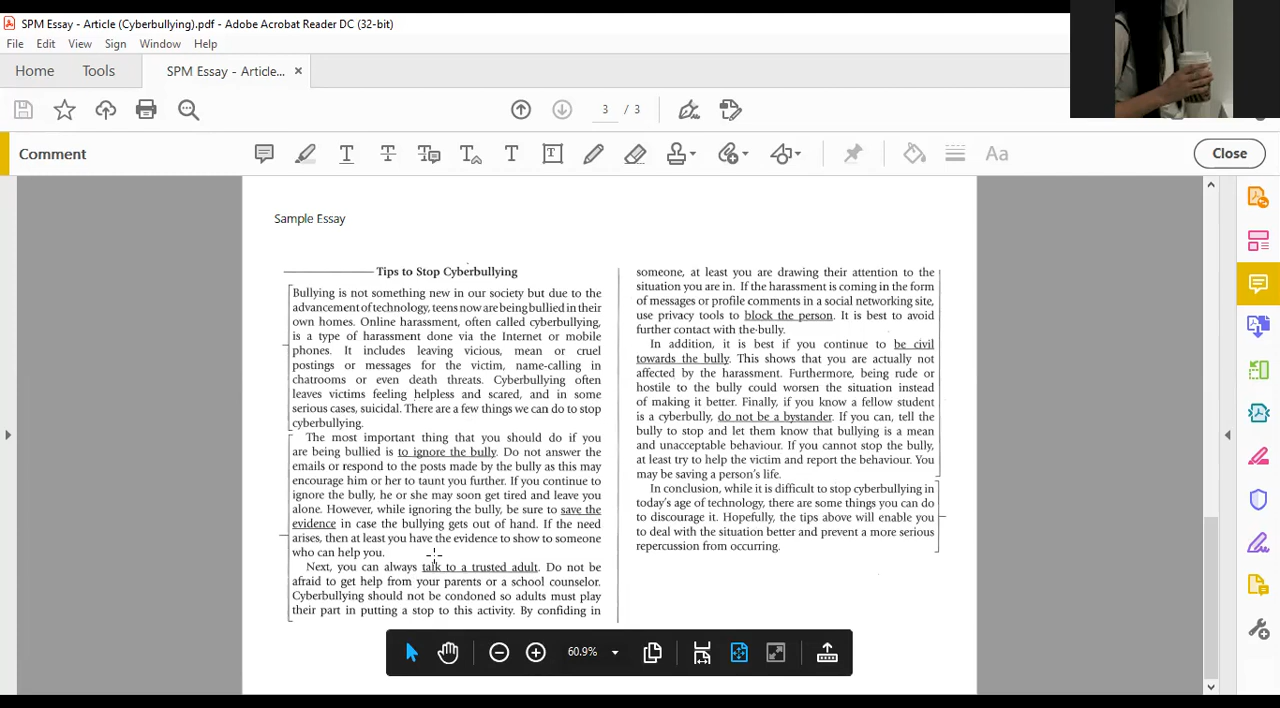 SPM Essay - Article (Cyberbullying).pdf - Adobe Acrobat Reader DC (32-bit)
File Edit View Sign Window Help
Home Tools SPM Essay - Article... ×
3 / 3
Comment
Aa
Close
Sample Essay
Tips to Stop Cyberbullying
Bullying is not something new in our society but due to the
advancement of technology, teens now are being bullied in their
own homes. Online harassment, often called cyberbullying,
is a type of harassment done via the Internet or mobile
phones. It includes leaving vicious, mean or cruel
postings or messages for the victim, name-calling in
chatrooms or even death threats. Cyberbullying often
leaves victims feeling helpless and scared, and in some
serious cases, suicidal. There are a few things we can do to stop
cyberbullying.
The most important thing that you should do if you
are being bullied is to ignore the bully. Do not answer the
emails or respond to the posts made by the bully as this may
encourage him or her to taunt you further. If you continue to
ignore the bully, he or she may soon get tired and leave you
alone. However, while ignoring the bully, be sure to save the
evidence in case the bullying gets out of hand. If the need
arises, then at least you have the evidence to show to someone
who can help you.
Next, you can always talk to a trusted adult. Do not be
afraid to get help from your parents or a school counselor.
Cyberbullying should not be condoned so adults must play
their part in putting a stop to this activity. By confiding in
someone, at least you are drawing their attention to the
situation you are in. If the harassment is coming in the form
of messages or profile comments in a social networking site,
use privacy tools to block the person. It is best to avoid
further contact with the bully.
In addition, it is best if you continue to be civil
towards the bully. This shows that you are actually not
affected by the harassment. Furthermore, being rude or
hostile to the bully could worsen the situation instead
of making it better. Finally, if you know a fellow student
is a cyberbully, do not be a bystander. If you can, tell the
bully to stop and let them know that bullying is a mean
and unacceptable behaviour. If you cannot stop the bully,
at least try to help the victim and report the behaviour. You
may be saving a person's life.
In conclusion, while it is difficult to stop cyberbullying in
today's age of technology, there are some things you can do
to discourage it. Hopefully, the tips above will enable you
to deal with the situation better and prevent a more serious
repercussion from occurring.
60.9%